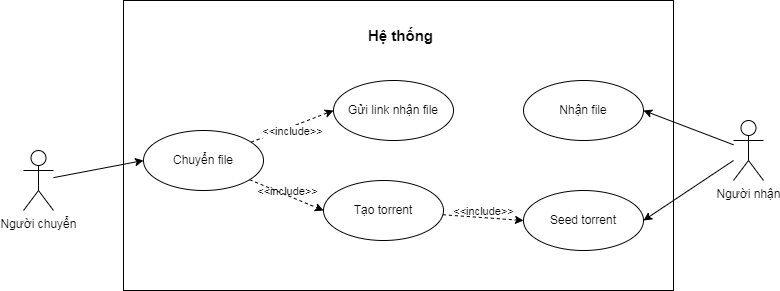 Hệ thống
Gửi link nhận file
Nhận file
<<include>>
Chuyển file
<<include>>
Người chuyển
Tạo torrent
<<include>>
Seed torrent
Người nhận